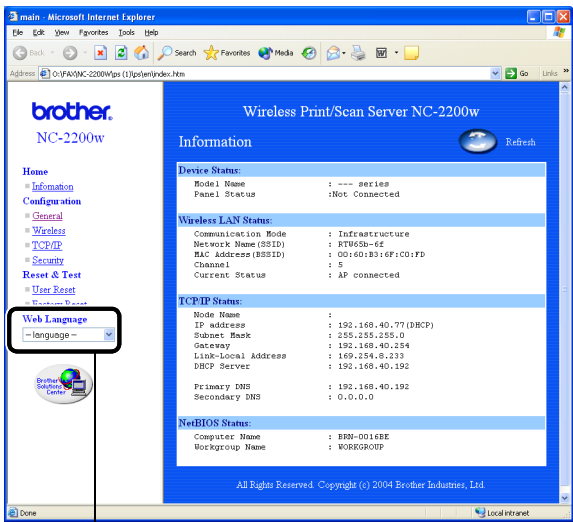 main - Microsoft Internet Explorer
File Edit View Favorites Tools Help
Back Search Favorites Media
Address O:\FAX\NC-2200W\ps (1)\ps\en\index.htm Go Links »
brother.
NC-2200w
Home
Infomation
Configuration
General
Wireless
TCP/IP
Security
Reset & Test
User Reset
Factory Reset
Web Language
-- language --
Brother Solutions Center
Wireless Print/Scan Server NC-2200w
Information Refresh
Device Status:
Model Name : --- series
Panel Status :Not Connected
Wireless LAN Status:
Communication Mode : Infrastructure
Network Name(SSID) : RTW65b-6f
MAC Address(BSSID) : 00:60:B3:6F:C0:FD
Channel : 5
Current Status : AP connected
TCP/IP Status:
Node Name :
IP address : 192.168.40.77(DHCP)
Subnet Mask : 255.255.255.0
Gateway : 192.168.40.254
Link-Local Address : 169.254.8.233
DHCP Server : 192.168.40.192
Primary DNS : 192.168.40.192
Secondary DNS : 0.0.0.0
NetBIOS Status:
Computer Name : BRN-0016BE
Workgroup Name : WORKGROUP
All Rights Reserved. Copyright (c) 2004 Brother Industries, Ltd.
Done Local intranet